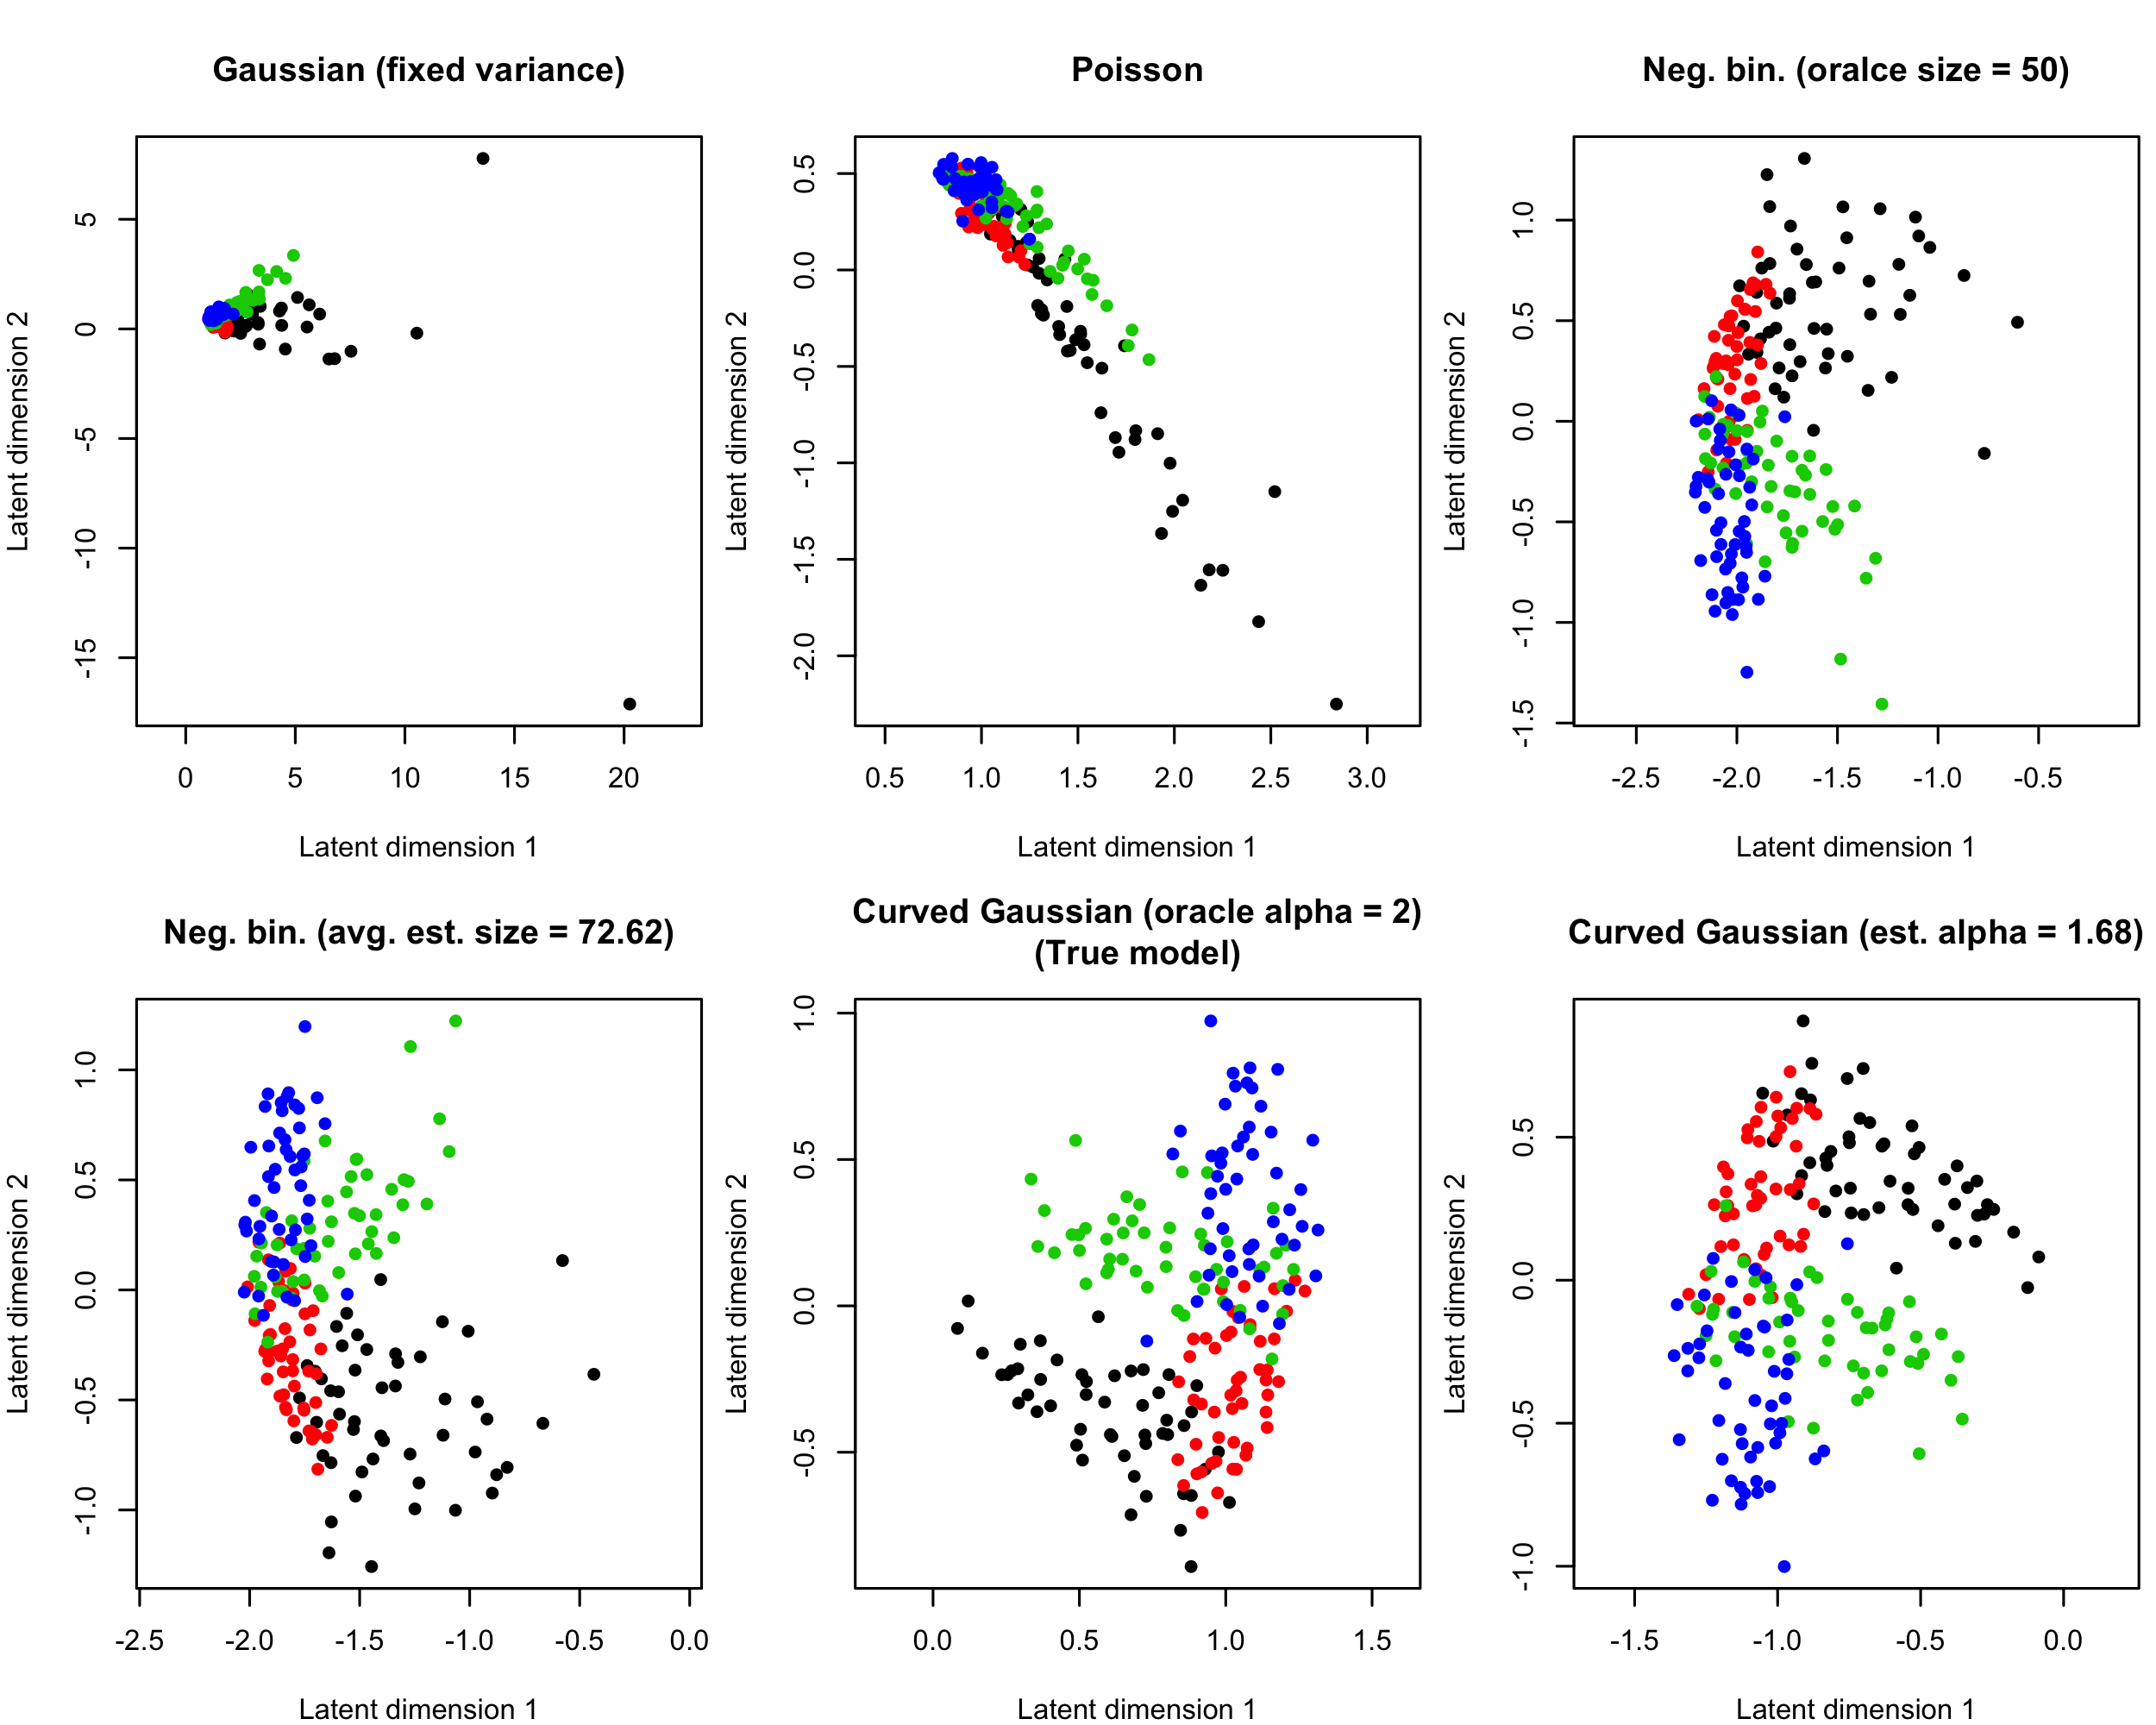 Gaussian (fixed variance)
Latent dimension 2
5
0
-5
-10
-15
0 5 10 15 20
Latent dimension 1
Poisson
Latent dimension 2
0.5
0.0
-0.5
-1.0
-1.5
-2.0
0.5 1.0 1.5 2.0 2.5 3.0
Latent dimension 1
Neg. bin. (oralce size = 50)
Latent dimension 2
1.0
0.5
0.0
-0.5
-1.0
-1.5
-2.5 -2.0 -1.5 -1.0 -0.5
Latent dimension 1
Neg. bin. (avg. est. size = 72.62)
Latent dimension 2
1.0
0.5
0.0
-0.5
-1.0
-2.5 -2.0 -1.5 -1.0 -0.5 0.0
Latent dimension 1
Curved Gaussian (oracle alpha = 2)
(True model)
Latent dimension 2
1.0
0.5
0.0
-0.5
0.0 0.5 1.0 1.5
Latent dimension 1
Curved Gaussian (est. alpha = 1.68)
Latent dimension 2
0.5
0.0
-0.5
-1.0
-1.5 -1.0 -0.5 0.0
Latent dimension 1